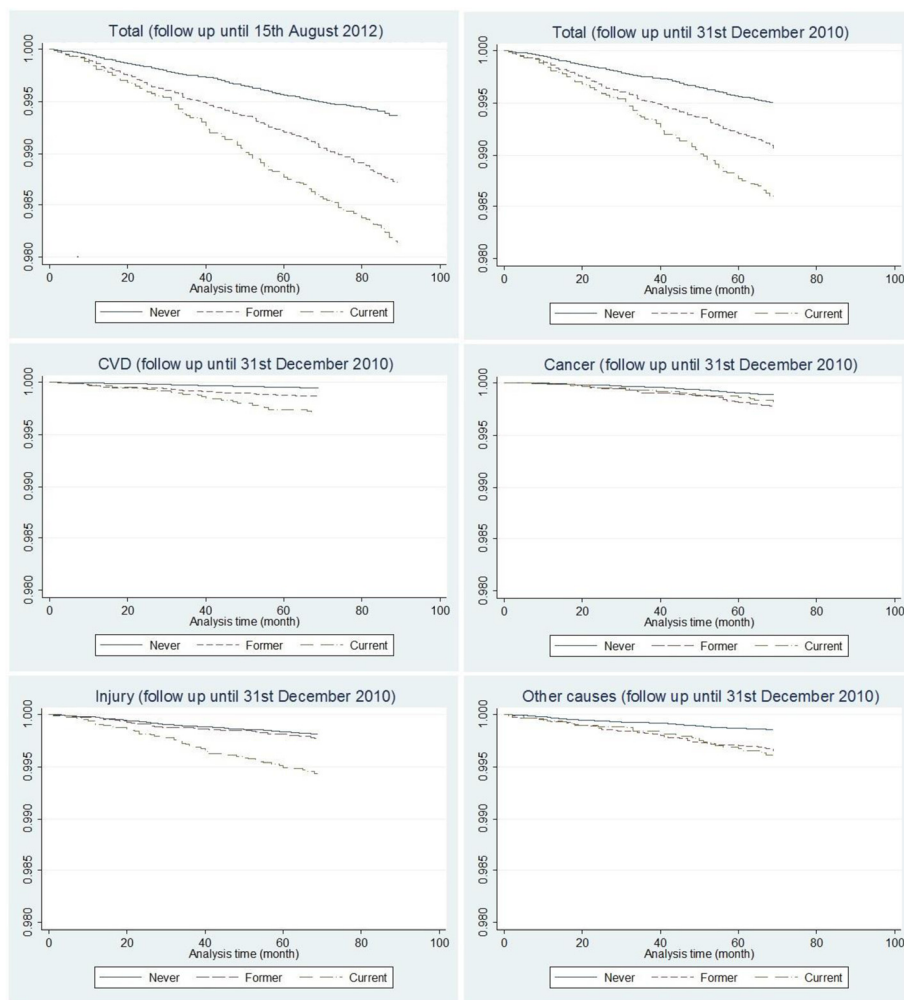 Total (follow up until 15th August 2012)
1.000
0.995
0.990
0.985
0.980
0 20 40 60 80 100
Analysis time (month)
Never Former Current
Total (follow up until 31st December 2010)
1.000
0.995
0.990
0.985
0.980
0 20 40 60 80 100
Analysis time (month)
Never Former Current
CVD (follow up until 31st December 2010)
1.000
0.995
0.990
0.985
0.980
0 20 40 60 80 100
Analysis time (month)
Never Former Current
Cancer (follow up until 31st December 2010)
1.000
0.995
0.990
0.985
0.980
0 20 40 60 80 100
Analysis time (month)
Never Former Current
Injury (follow up until 31st December 2010)
1.000
0.995
0.990
0.985
0.980
0 20 40 60 80 100
Analysis time (month)
Never Former Current
Other causes (follow up until 31st December 2010)
1.000
0.995
0.990
0.985
0.980
0 20 40 60 80 100
Analysis time (month)
Never Former Current